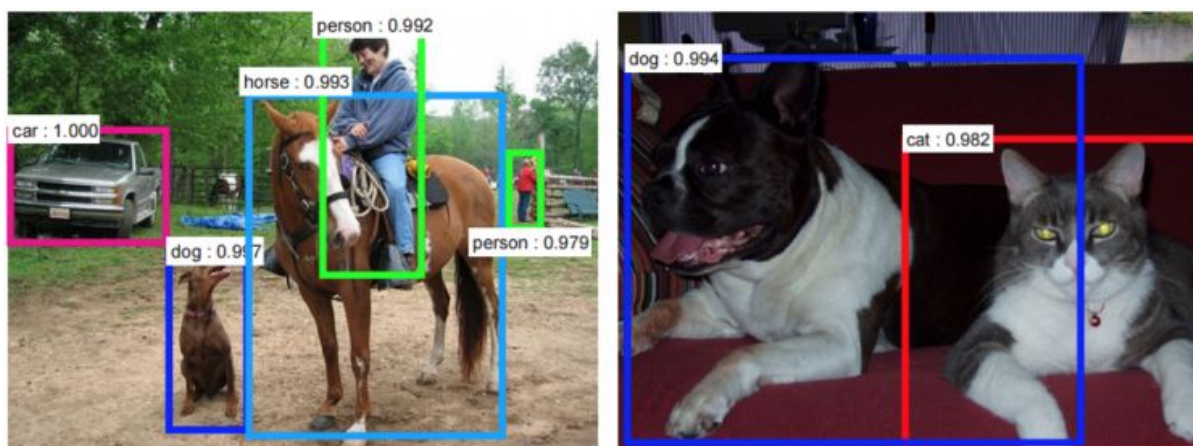 person : 0.992
horse : 0.993
car : 1.000
dog : 0.997
person : 0.979
dog : 0.994
cat : 0.982